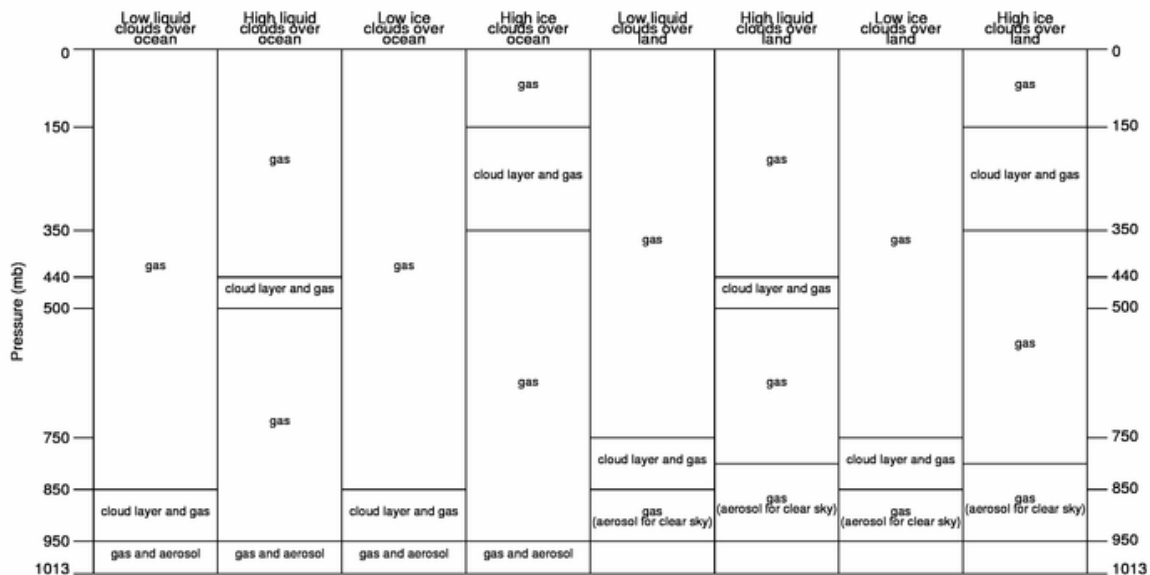 Low liquid
clouds over
ocean
High liquid
clouds over
ocean
Low ice
clouds over
ocean
High ice
clouds over
ocean
Low liquid
clouds over
land
High liquid
clouds over
land
Low ice
clouds over
land
High ice
clouds over
land
Pressure (mb)
0
150
350
440
500
750
850
950
1013
gas
cloud layer and gas
gas and aerosol
gas
cloud layer and gas
gas
gas and aerosol
gas
cloud layer and gas
gas and aerosol
gas
cloud layer and gas
gas
gas and aerosol
gas
cloud layer and gas
gas
(aerosol for clear sky)
gas
cloud layer and gas
gas
gas
(aerosol for clear sky)
gas
cloud layer and gas
gas
(aerosol for clear sky)
gas
cloud layer and gas
gas
gas
(aerosol for clear sky)
0
150
350
440
500
750
850
950
1013